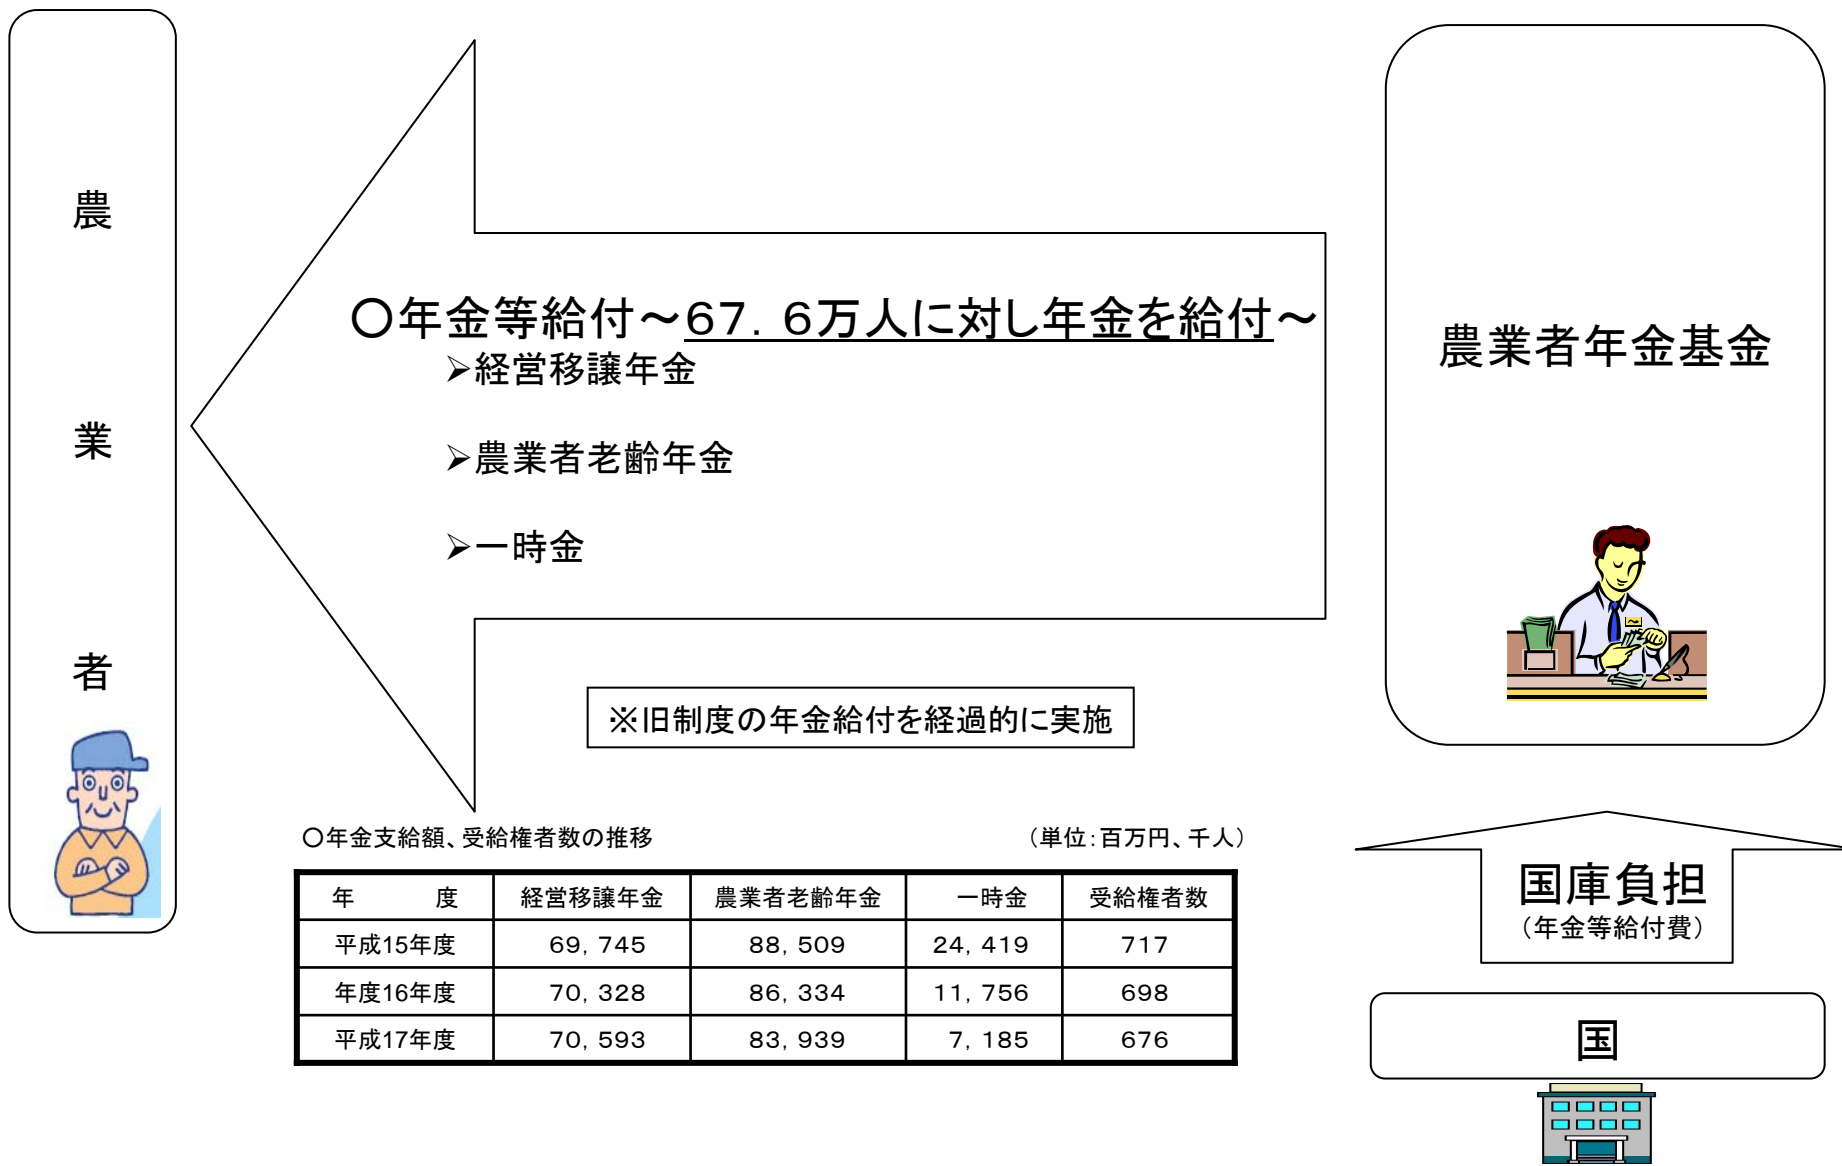 農業者
〇年金等給付～67．6万人に対し年金を給付～
➢経営移譲年金
➢農業者老齢年金
➢一時金
農業者年金基金
※旧制度の年金給付を経過的に実施
〇年金支給額、受給権者数の推移 （単位：百万円、千人）
年　度 経営移譲年金 農業者老齢年金 一時金 受給権者数
平成15年度 69，745 88，509 24，419 717
年度16年度 70，328 86，334 11，756 698
平成17年度 70，593 83，939 7，185 676
国庫負担
（年金等給付費）
国